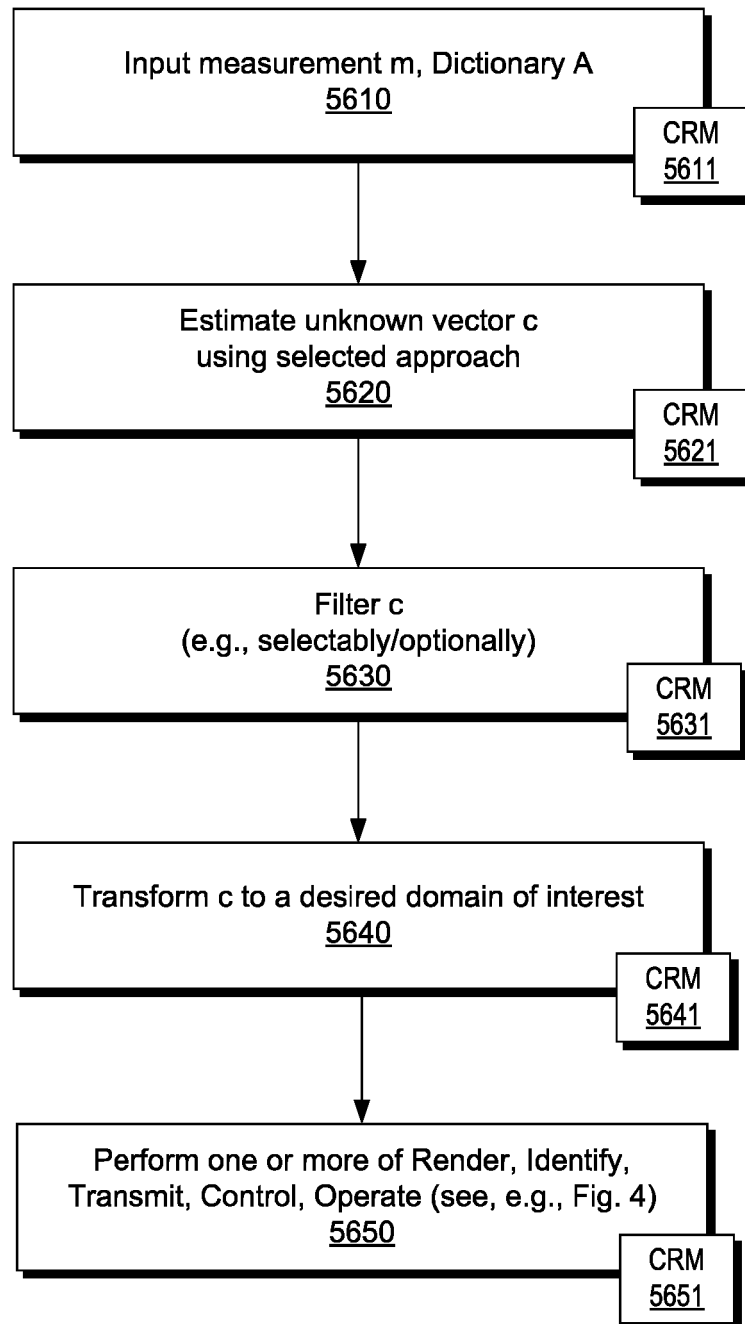 Input measurement m, Dictionary A
5610
CRM
5611
Estimate unknown vector c
using selected approach
5620
CRM
5621
Filter c
(e.g., selectably/optionally)
5630
CRM
5631
Transform c to a desired domain of interest
5640
CRM
5641
Perform one or more of Render, Identify,
Transmit, Control, Operate (see, e.g., Fig. 4)
5650
CRM
5651